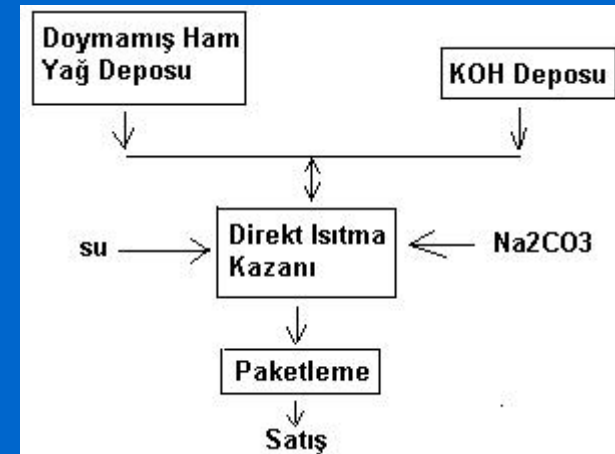 Doymamış Ham
Yağ Deposu
KOH Deposu
su
Direkt Isıtma
Kazanı
Na2CO3
Paketleme
Satış